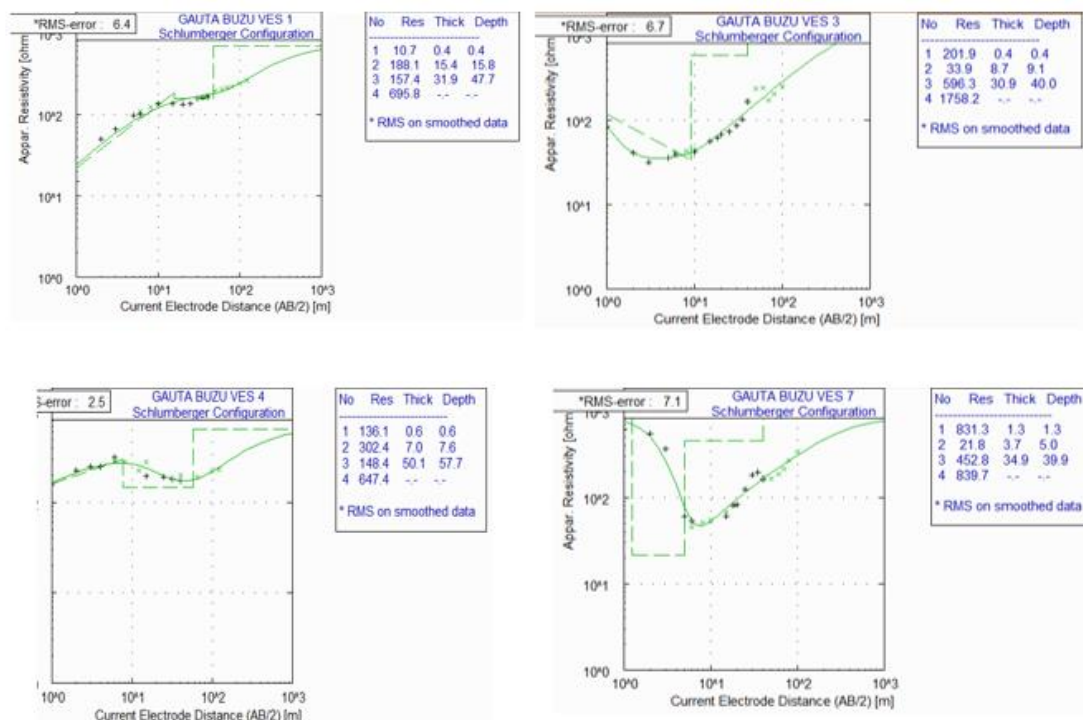 *RMS-error : 6.4
GAUTA BUZU VES 1
Schlumberger Configuration
10^3
10^2
10^1
10^0
Appar. Resistivity [ohm
10^0 10^1 10^2 10^3
Current Electrode Distance (AB/2) [m]
No Res Thick Depth
1 10.7 0.4 0.4
2 188.1 15.4 15.8
3 157.4 31.9 47.7
4 695.8 -.- -.-
* RMS on smoothed data
*RMS-error : 6.7
GAUTA BUZU VES 3
Schlumberger Configuration
10^3
10^2
10^1
10^0
Appar. Resistivity [ohm
10^0 10^1 10^2 10^3
Current Electrode Distance (AB/2) [m]
No Res Thick Depth
1 201.9 0.4 0.4
2 33.9 8.7 9.1
3 596.3 30.9 40.0
4 1758.2 -.- -.-
* RMS on smoothed data
S-error : 2.5
GAUTA BUZU VES 4
Schlumberger Configuration
10^0 10^1 10^2 10^3
Current Electrode Distance (AB/2) [m]
No Res Thick Depth
1 136.1 0.6 0.6
2 302.4 7.0 7.6
3 148.4 50.1 57.7
4 647.4 -.- -.-
* RMS on smoothed data
*RMS-error : 7.1
GAUTA BUZU VES 7
Schlumberger Configuration
10^3
10^2
10^1
10^0
Appar. Resistivity [ohm
10^0 10^1 10^2 10^3
Current Electrode Distance (AB/2) [m]
No Res Thick Depth
1 831.3 1.3 1.3
2 21.8 3.7 5.0
3 452.8 34.9 39.9
4 839.7 -.- -.-
* RMS on smoothed data